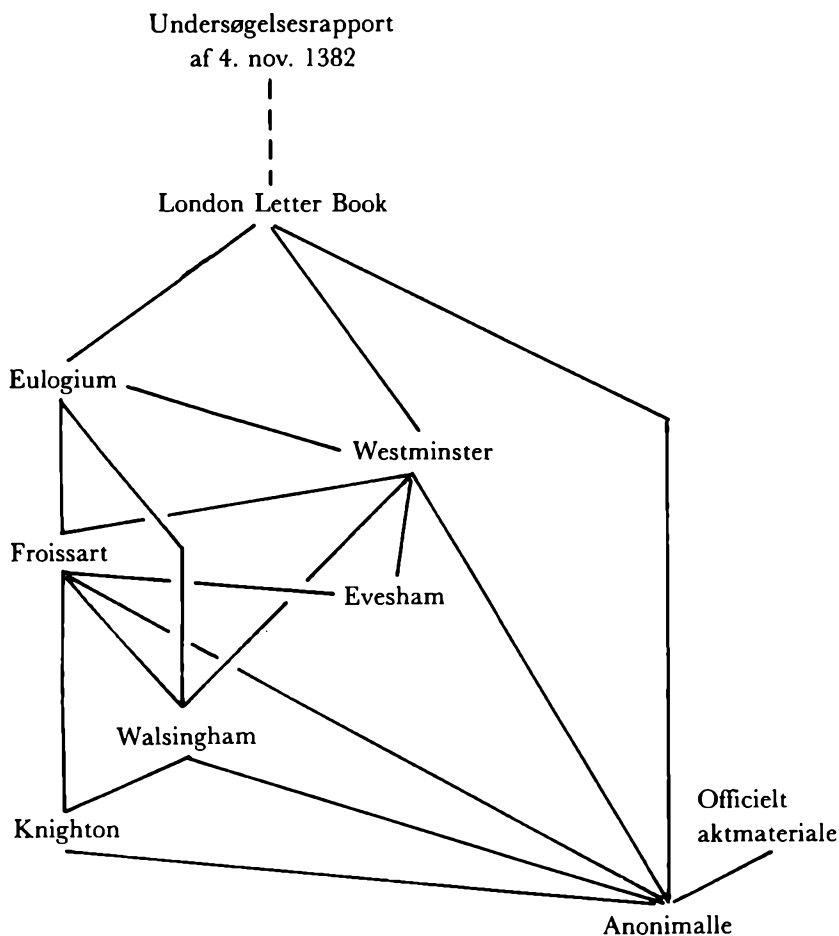 Undersøgelsesrapport
af 4. nov. 1382
London Letter Book
Eulogium
Westminster
Froissart
Evesham
Walsingham
Officielt
aktmateriale
Knighton
Anonimalle